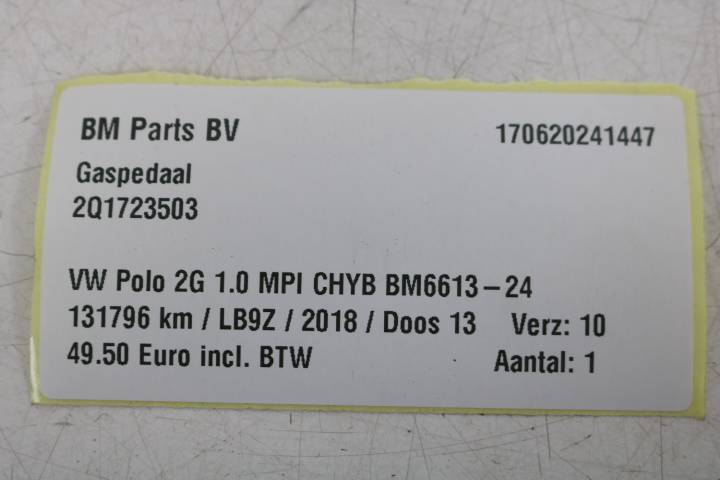 BM Parts BV 170620241447
Gaspedaal
2Q1723503
VW Polo 2G 1.0 MPI CHYB BM6613-24
131796 km / LB9Z / 2018 / Doos 13 Verz: 10
49.50 Euro incl. BTW Aantal: 1